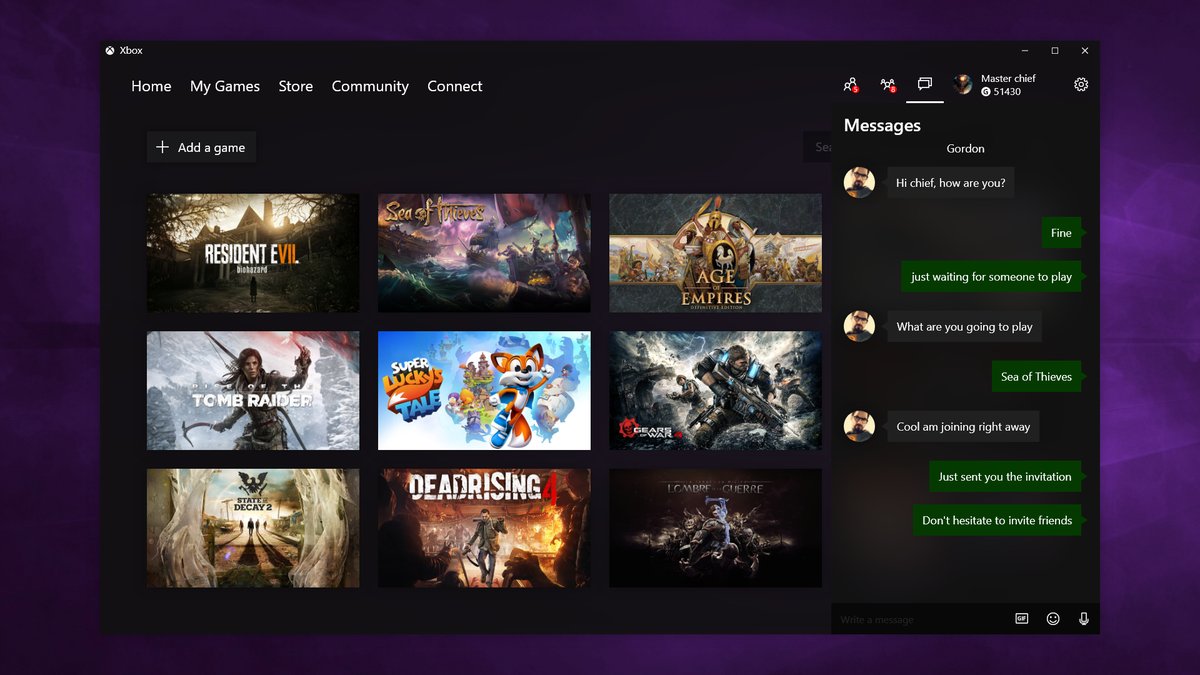 Xbox
Home My Games Store Community Connect
5
8
Master chief
G 51430
Add a game
Sea
RESIDENT EVIL
biohazard
Sea of Thieves
AGE
OF
EMPIRES
DEFINITIVE EDITION
RISE OF THE
TOMB RAIDER
SUPER
LUCKY'S
TALE
GEARS
OF WAR 4
STATE OF
DECAY 2
DEADRISING 4
L'OMBRE DE LA GUERRE
Messages
Gordon
Hi chief, how are you?
Fine
just waiting for someone to play
What are you going to play
Sea of Thieves
Cool am joining right away
Just sent you the invitation
Don't hesitate to invite friends
Write a message
GIF